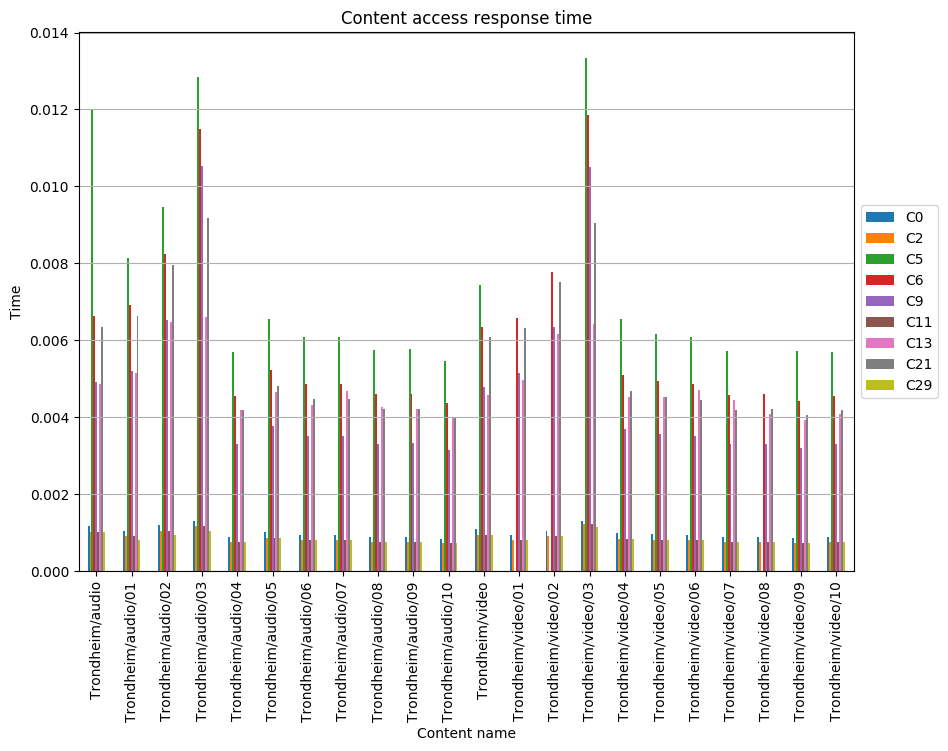 Content access response time
0.014
0.012
0.010
0.008
0.006
0.004
0.002
0.000
Time
C0
C2
C5
C6
C9
C11
C13
C21
C29
Trondheim/audio
Trondheim/audio/01
Trondheim/audio/02
Trondheim/audio/03
Trondheim/audio/04
Trondheim/audio/05
Trondheim/audio/06
Trondheim/audio/07
Trondheim/audio/08
Trondheim/audio/09
Trondheim/audio/10
Trondheim/video
Trondheim/video/01
Trondheim/video/02
Trondheim/video/03
Trondheim/video/04
Trondheim/video/05
Trondheim/video/06
Trondheim/video/07
Trondheim/video/08
Trondheim/video/09
Trondheim/video/10
Content name